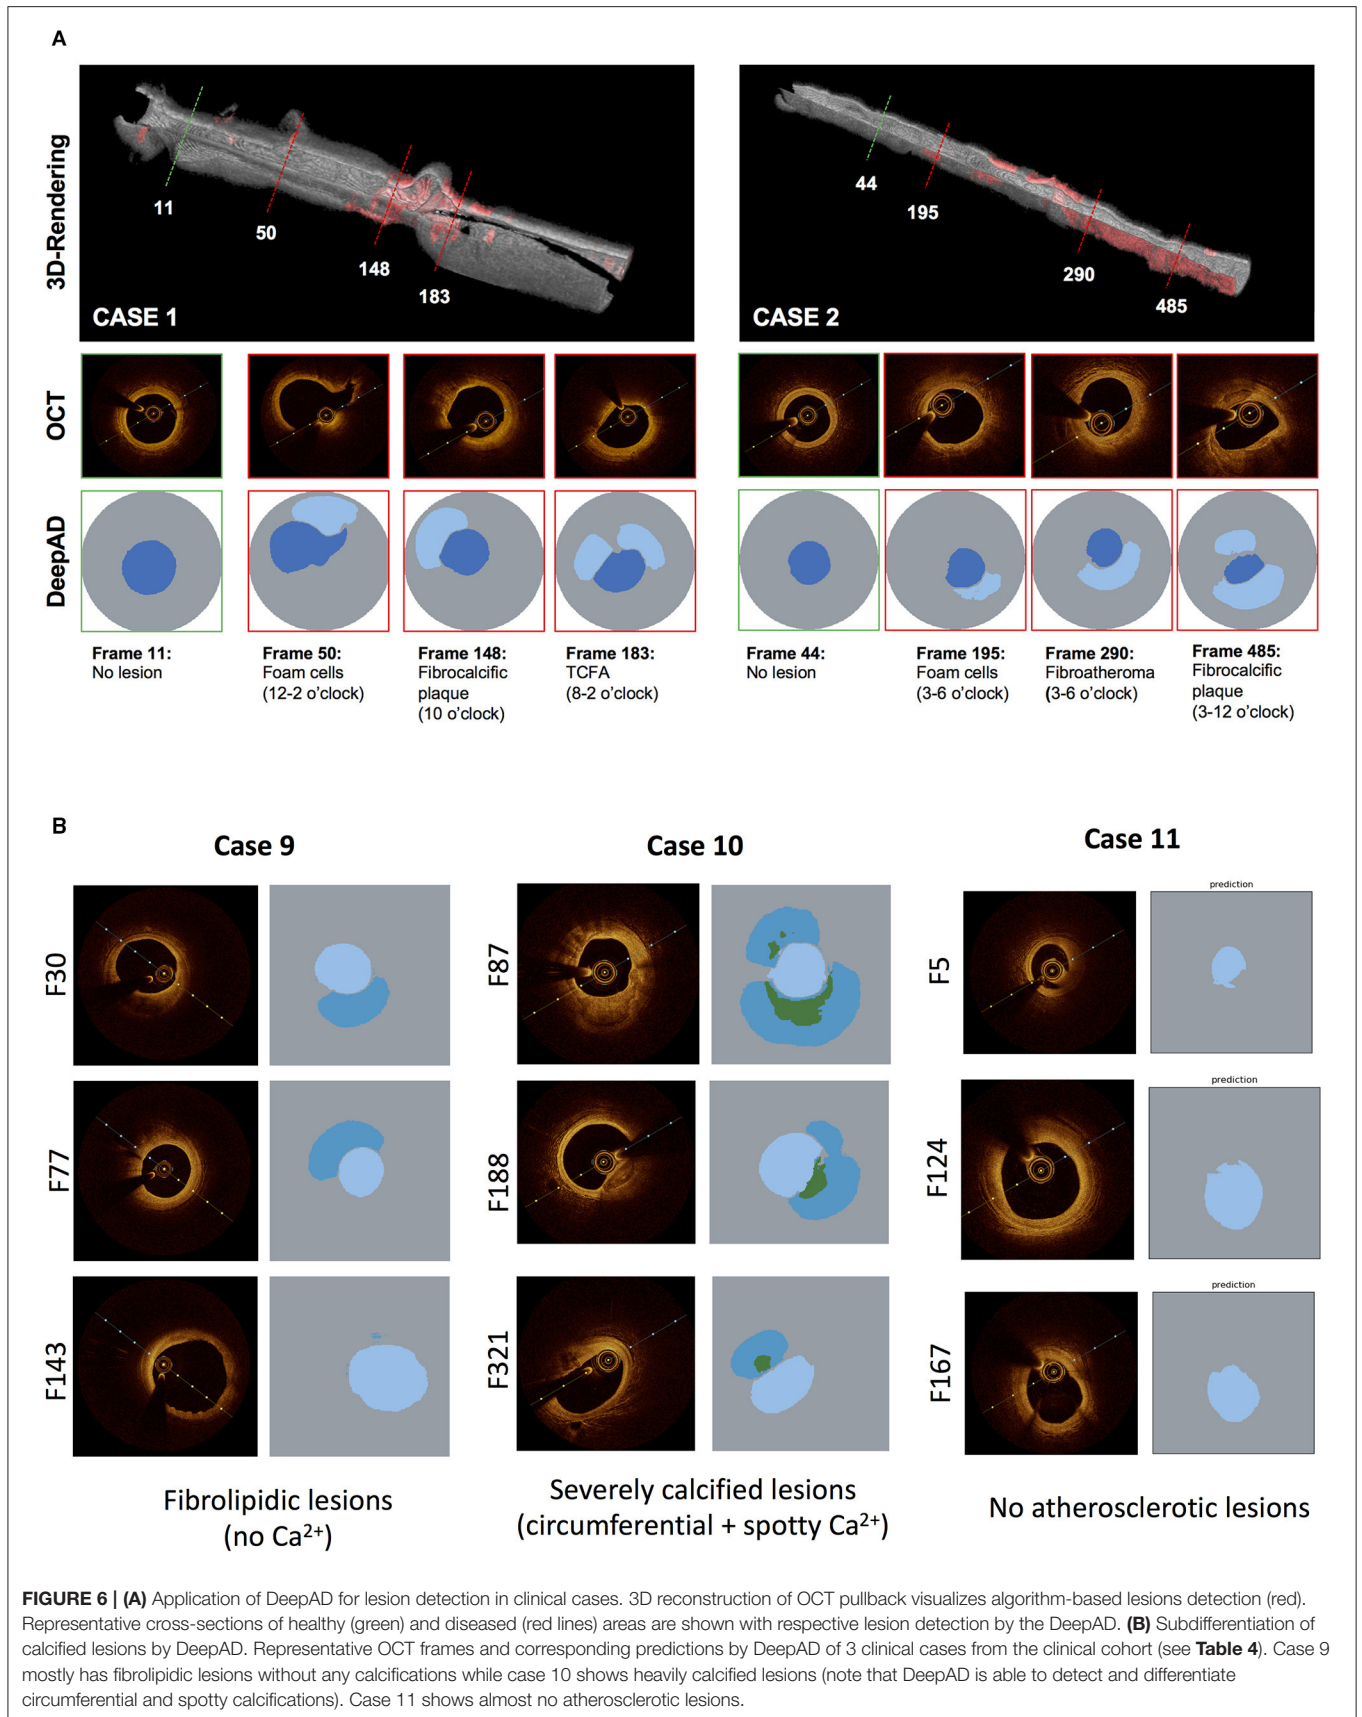 A
3D-Rendering
11
50
148
183
CASE 1
44
195
290
485
CASE 2
OCT
DeepAD
Frame 11:
No lesion
Frame 50:
Foam cells
(12-2 o'clock)
Frame 148:
Fibrocalcific
plaque
(10 o'clock)
Frame 183:
TCFA
(8-2 o'clock)
Frame 44:
No lesion
Frame 195:
Foam cells
(3-6 o'clock)
Frame 290:
Fibroatheroma
(3-6 o'clock)
Frame 485:
Fibrocalcific
plaque
(3-12 o'clock)
B
Case 9
F30
F77
F143
Fibrolipidic lesions
(no Ca²⁺)
Case 10
F87
F188
F321
Severely calcified lesions
(circumferential + spotty Ca²⁺)
Case 11
prediction
F5
prediction
F124
prediction
F167
No atherosclerotic lesions
FIGURE 6 | (A) Application of DeepAD for lesion detection in clinical cases. 3D reconstruction of OCT pullback visualizes algorithm-based lesions detection (red).
Representative cross-sections of healthy (green) and diseased (red lines) areas are shown with respective lesion detection by the DeepAD. (B) Subdifferentiation of
calcified lesions by DeepAD. Representative OCT frames and corresponding predictions by DeepAD of 3 clinical cases from the clinical cohort (see Table 4). Case 9
mostly has fibrolipidic lesions without any calcifications while case 10 shows heavily calcified lesions (note that DeepAD is able to detect and differentiate
circumferential and spotty calcifications). Case 11 shows almost no atherosclerotic lesions.